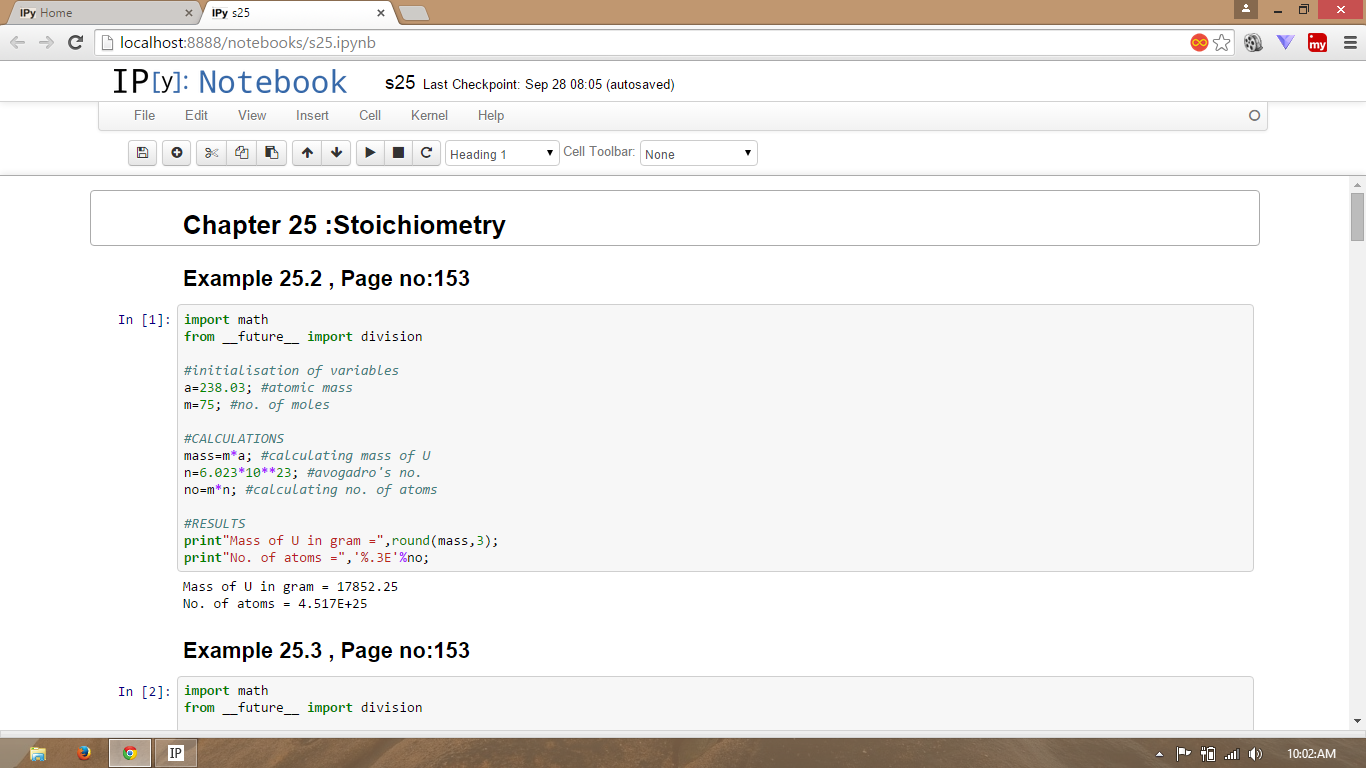 IPy Home
IPy s25
localhost:8888/notebooks/s25.ipynb
my
IP[y]: Notebook s25 Last Checkpoint: Sep 28 08:05 (autosaved)
File Edit View Insert Cell Kernel Help
Heading 1 Cell Toolbar: None
Chapter 25 :Stoichiometry
Example 25.2 , Page no:153
In [1]:
import math
from __future__ import division
#initialisation of variables
a=238.03; #atomic mass
m=75; #no. of moles
#CALCULATIONS
mass=m*a; #calculating mass of U
n=6.023*10**23; #avogadro's no.
no=m*n; #calculating no. of atoms
#RESULTS
print"Mass of U in gram =",round(mass,3);
print"No. of atoms =",'%.3E'%no;
Mass of U in gram = 17852.25
No. of atoms = 4.517E+25
Example 25.3 , Page no:153
In [2]:
import math
from __future__ import division
IP
10:02:AM